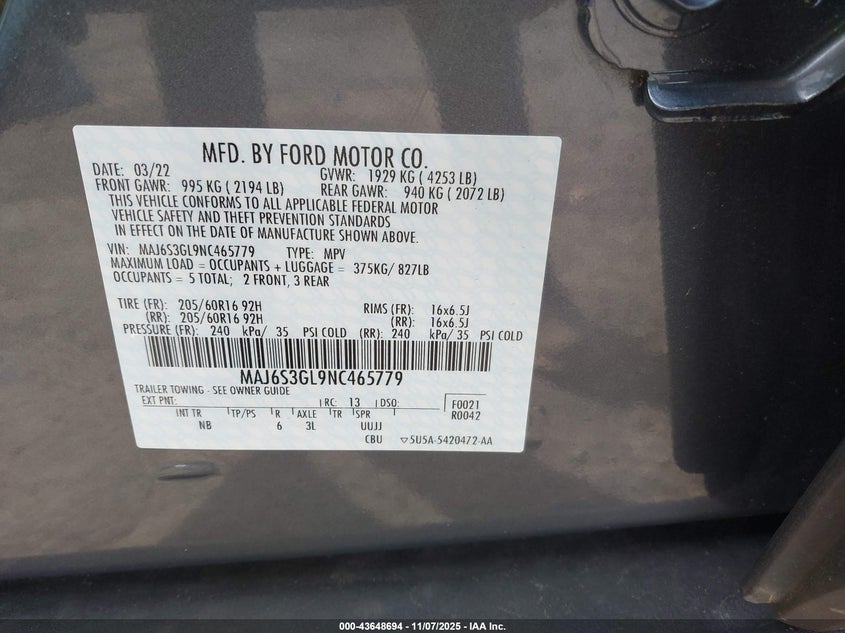 MFD. BY FORD MOTOR CO.
DATE: 03/22 GVWR: 1929 KG ( 4253 LB)
FRONT GAWR: 995 KG ( 2194 LB) REAR GAWR: 940 KG ( 2072 LB)
THIS VEHICLE CONFORMS TO ALL APPLICABLE FEDERAL MOTOR
VEHICLE SAFETY AND THEFT PREVENTION STANDARDS
IN EFFECT ON THE DATE OF MANUFACTURE SHOWN ABOVE.
VIN: MAJ6S3GL9NC465779 TYPE: MPV
MAXIMUM LOAD = OCCUPANTS + LUGGAGE = 375KG/ 827LB
OCCUPANTS = 5 TOTAL; 2 FRONT, 3 REAR
TIRE (FR): 205/60R16 92H RIMS (FR): 16x6.5J
(RR): 205/60R16 92H (RR): 16x6.5J
PRESSURE (FR): 240 kPa/ 35 PSI COLD (RR): 240 kPa/ 35 PSI COLD
MAJ6S3GL9NC465779
TRAILER TOWING - SEE OWNER GUIDE
EXT PNT: RC: 13 DSO: F0021
INT TR TP/PS R AXLE TR SPR R0042
NB 6 3L UUJJ
CBU ▽5U5A-5420472-AA
000-43648694 - 11/07/2025 - IAA Inc.